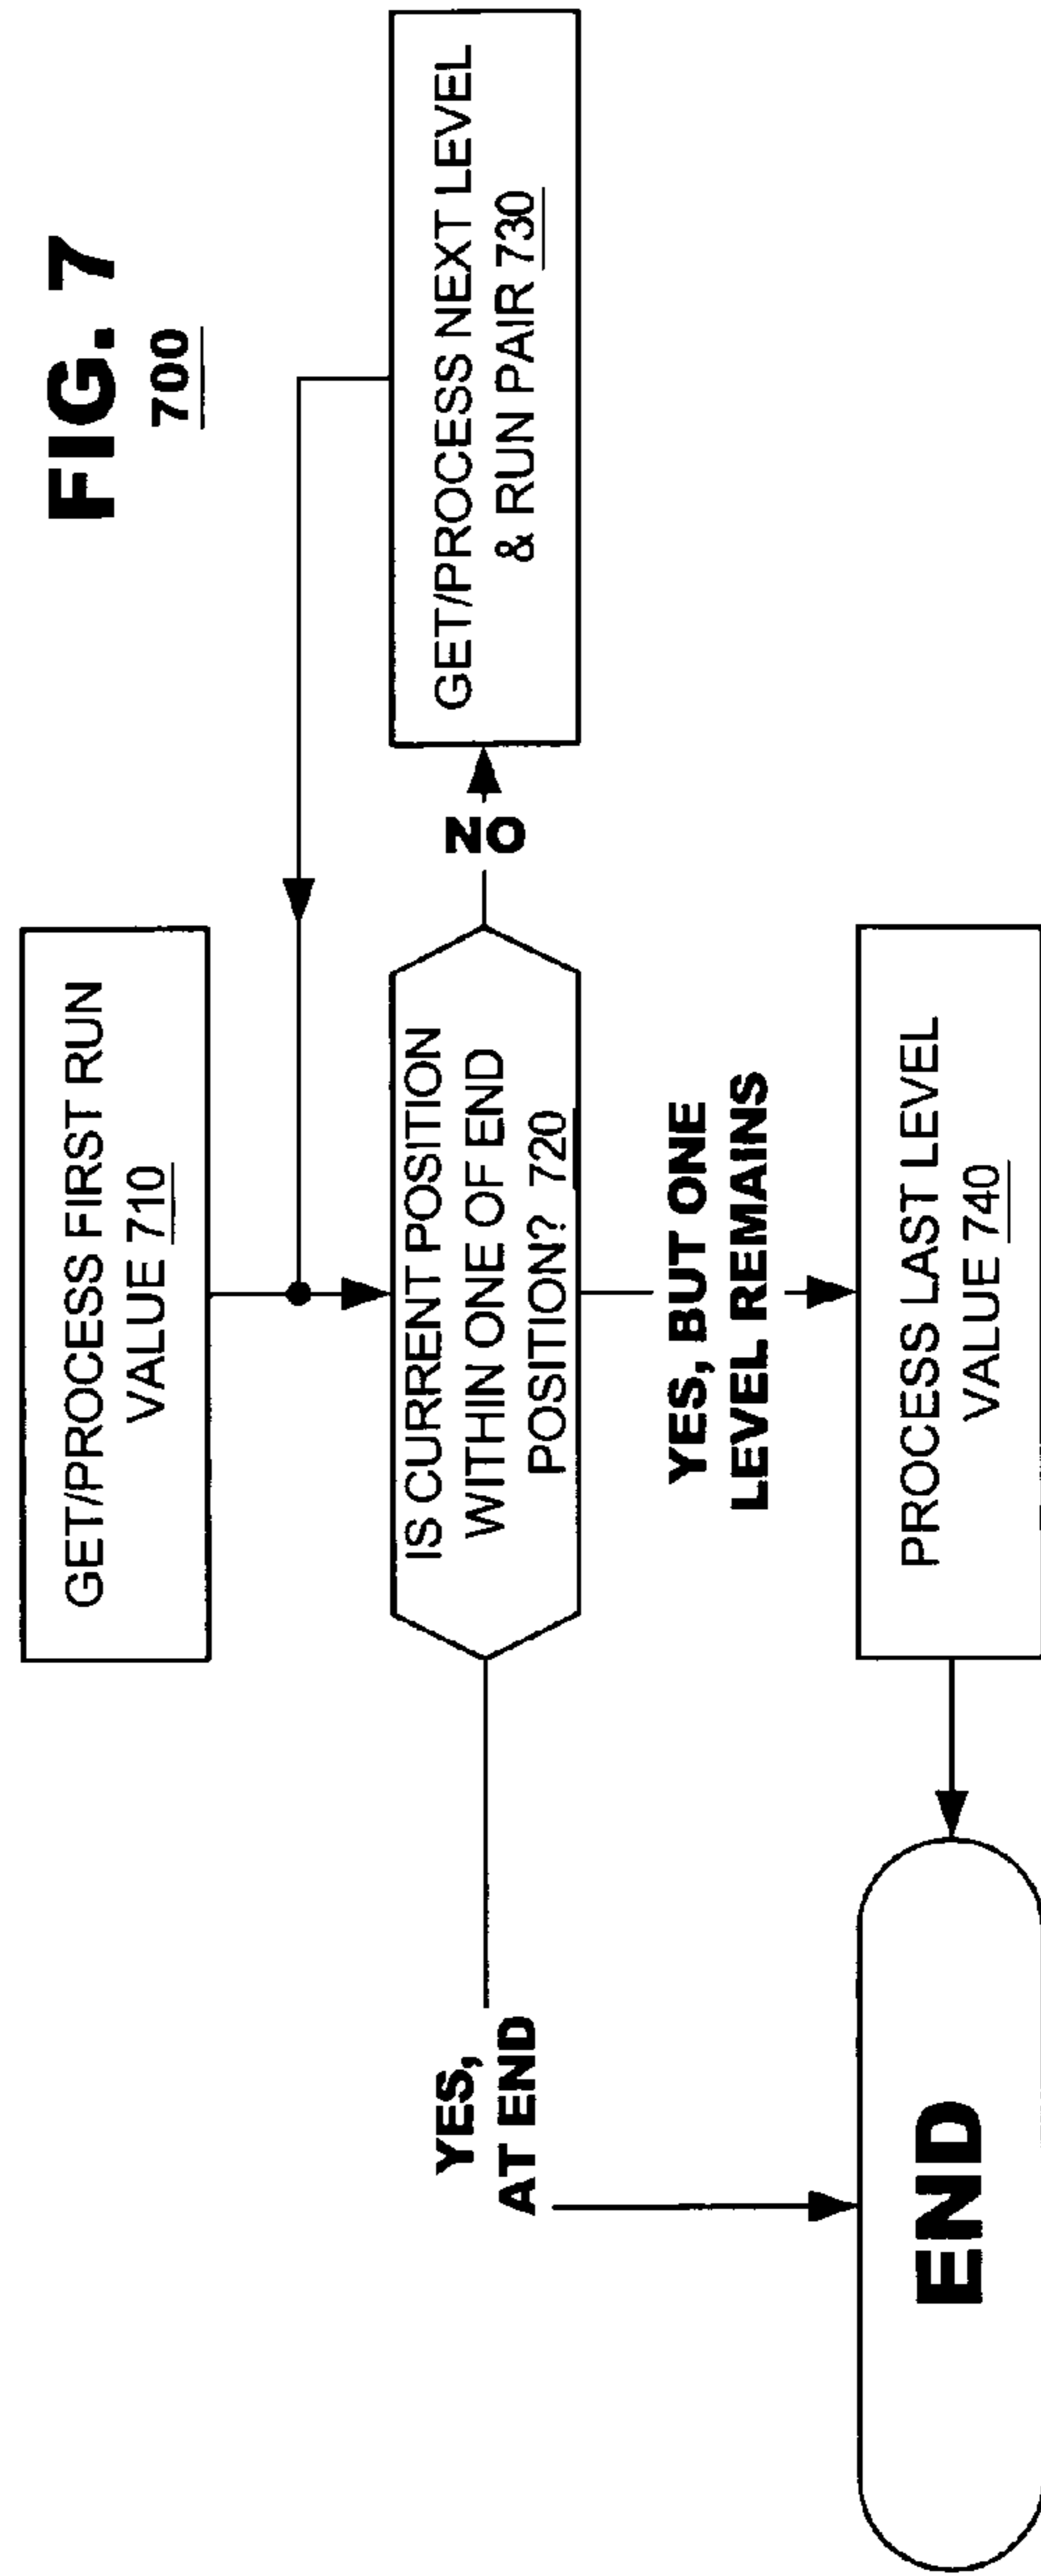 FIG. 7
700
GET/PROCESS FIRST RUN
VALUE 710
IS CURRENT POSITION
WITHIN ONE OF END
POSITION? 720
NO
GET/PROCESS NEXT LEVEL
& RUN PAIR 730
YES,
AT END
YES, BUT ONE
LEVEL REMAINS
PROCESS LAST LEVEL
VALUE 740
END